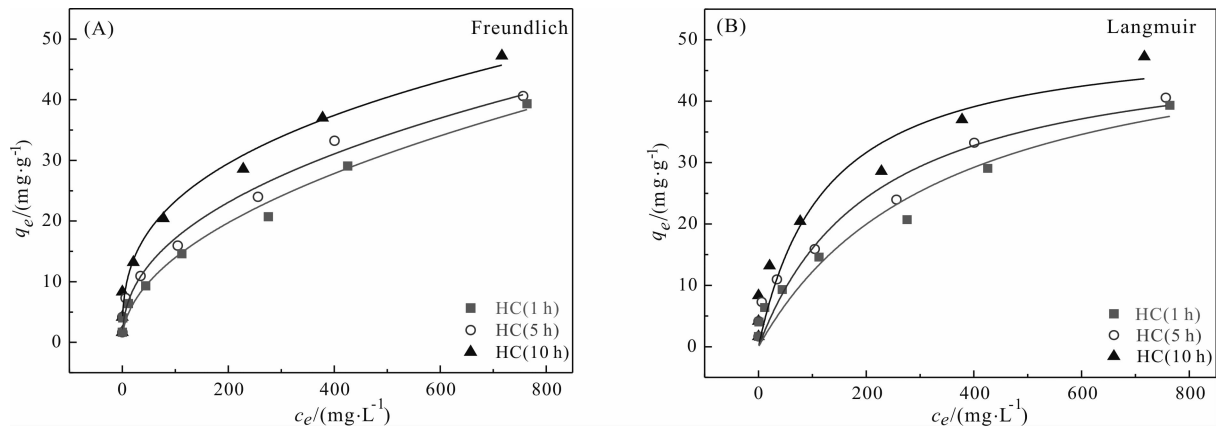 (A)
Freundlich
50
40
30
20
10
0
qₑ/(mg·g⁻¹)
HC(1 h)
HC(5 h)
HC(10 h)
0
200
400
600
800
cₑ/(mg·L⁻¹)
(B)
Langmuir
50
40
30
20
10
0
qₑ/(mg·g⁻¹)
HC(1 h)
HC(5 h)
HC(10 h)
0
200
400
600
800
cₑ/(mg·L⁻¹)